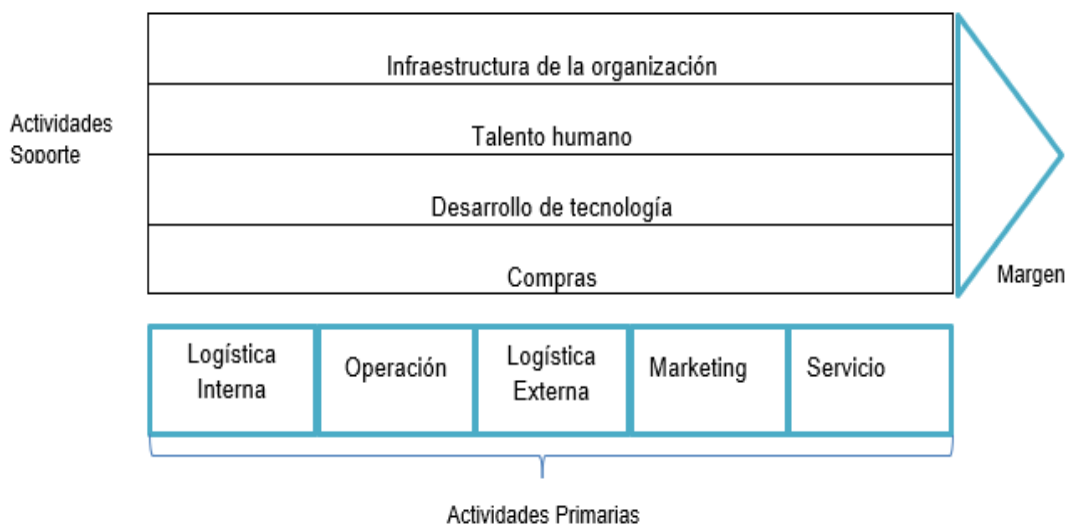 Infraestructura de la organización
Actividades
Soporte
Talento humano
Desarrollo de tecnología
Compras
Margen
Logística
Interna
Operación
Logística
Externa
Marketing
Servicio
Actividades Primarias